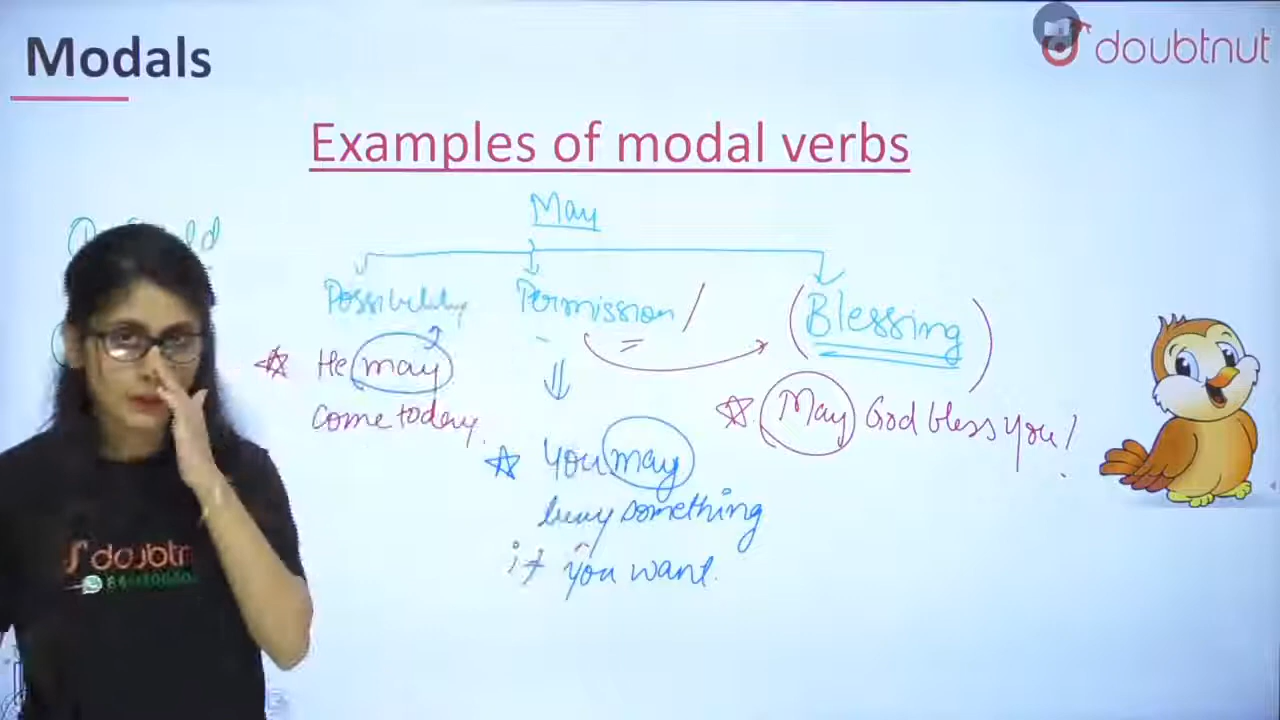 Modals
doubtnut
Examples of modal verbs
May
Possibility Permission / (Blessing)
He may
come today.
May God bless you!
You may
buy something
if you want.
doubtnut